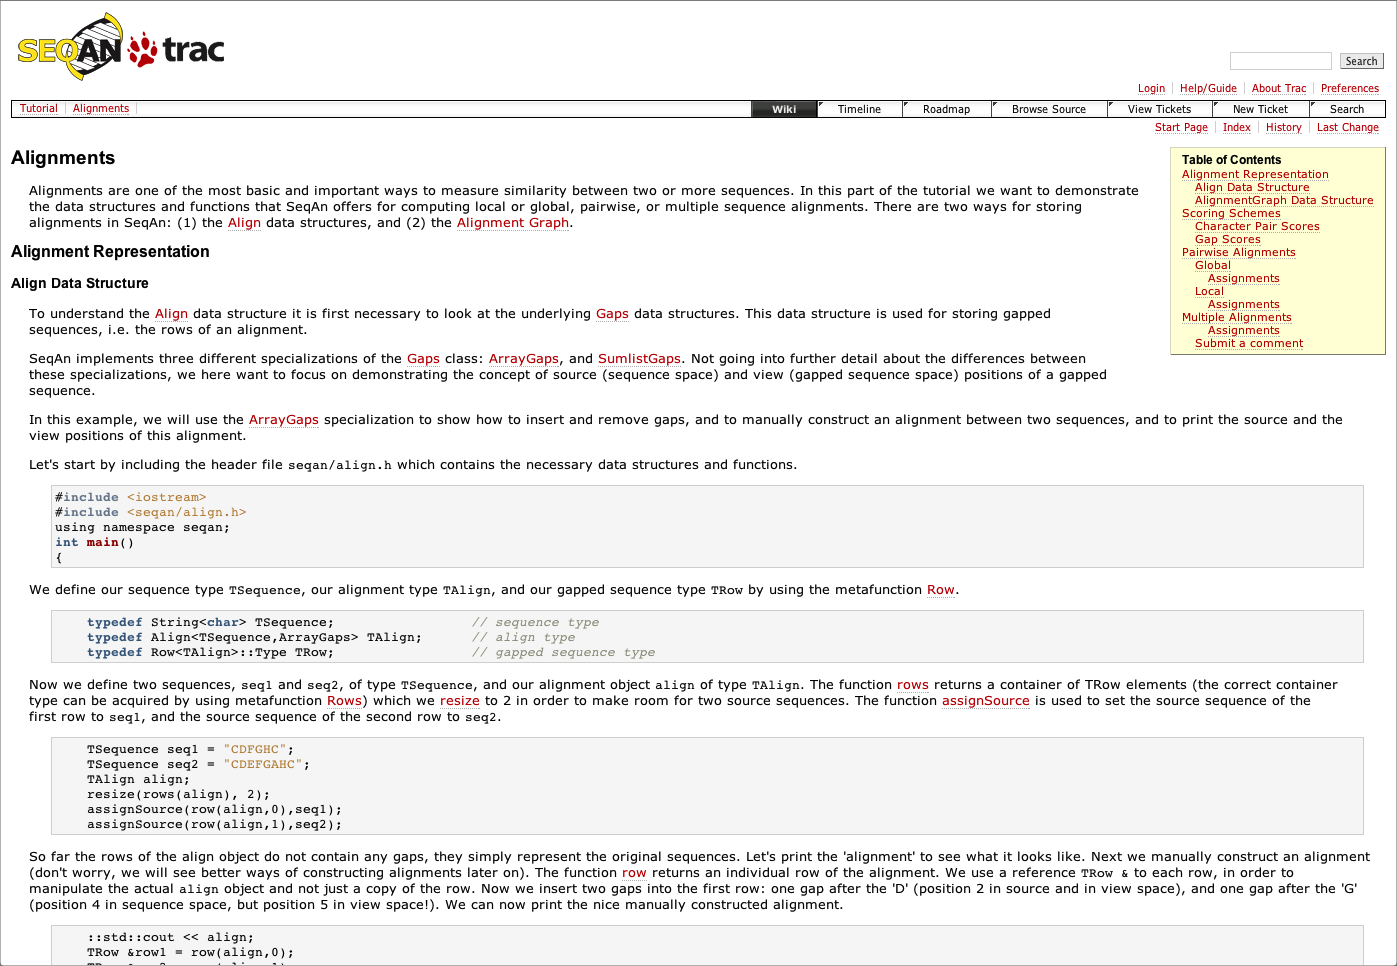 SEQAN trac
Search
Login Help/Guide About Trac Preferences
Tutorial Alignments Wiki Timeline Roadmap Browse Source View Tickets New Ticket Search
Start Page Index History Last Change
Alignments
Alignments are one of the most basic and important ways to measure similarity between two or more sequences. In this part of the tutorial we want to demonstrate
the data structures and functions that SeqAn offers for computing local or global, pairwise, or multiple sequence alignments. There are two ways for storing
alignments in SeqAn: (1) the Align data structures, and (2) the Alignment Graph.
Table of Contents
Alignment Representation
Align Data Structure
AlignmentGraph Data Structure
Scoring Schemes
Character Pair Scores
Gap Scores
Pairwise Alignments
Global
Assignments
Local
Assignments
Multiple Alignments
Assignments
Submit a comment
Alignment Representation
Align Data Structure
To understand the Align data structure it is first necessary to look at the underlying Gaps data structures. This data structure is used for storing gapped
sequences, i.e. the rows of an alignment.
SeqAn implements three different specializations of the Gaps class: ArrayGaps, and SumlistGaps. Not going into further detail about the differences between
these specializations, we here want to focus on demonstrating the concept of source (sequence space) and view (gapped sequence space) positions of a gapped
sequence.
In this example, we will use the ArrayGaps specialization to show how to insert and remove gaps, and to manually construct an alignment between two sequences, and to print the source and the
view positions of this alignment.
Let's start by including the header file seqan/align.h which contains the necessary data structures and functions.
#include <iostream>
#include <seqan/align.h>
using namespace seqan;
int main()
{
We define our sequence type TSequence, our alignment type TAlign, and our gapped sequence type TRow by using the metafunction Row.
typedef String<char> TSequence; // sequence type
typedef Align<TSequence,ArrayGaps> TAlign; // align type
typedef Row<TAlign>::Type TRow; // gapped sequence type
Now we define two sequences, seq1 and seq2, of type TSequence, and our alignment object align of type TAlign. The function rows returns a container of TRow elements (the correct container
type can be acquired by using metafunction Rows) which we resize to 2 in order to make room for two source sequences. The function assignSource is used to set the source sequence of the
first row to seq1, and the source sequence of the second row to seq2.
TSequence seq1 = "CDFGHC";
TSequence seq2 = "CDEFGAHC";
TAlign align;
resize(rows(align), 2);
assignSource(row(align,0),seq1);
assignSource(row(align,1),seq2);
So far the rows of the align object do not contain any gaps, they simply represent the original sequences. Let's print the 'alignment' to see what it looks like. Next we manually construct an alignment
(don't worry, we will see better ways of constructing alignments later on). The function row returns an individual row of the alignment. We use a reference TRow & to each row, in order to
manipulate the actual align object and not just a copy of the row. Now we insert two gaps into the first row: one gap after the 'D' (position 2 in source and in view space), and one gap after the 'G'
(position 4 in sequence space, but position 5 in view space!). We can now print the nice manually constructed alignment.
::std::cout << align;
TRow &row1 = row(align,0);